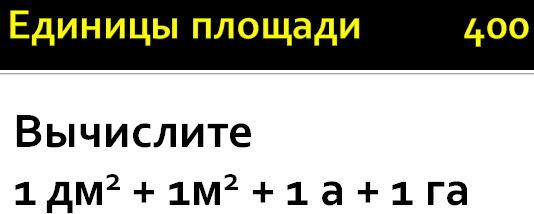 Единицы площади 400
Вычислите
1 дм² + 1м² + 1 а + 1 га